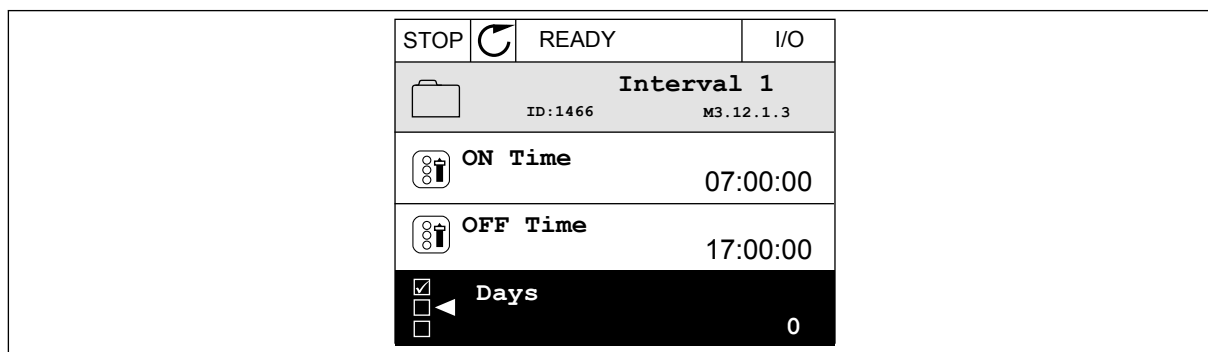 STOP READY I/O
Interval 1
ID:1466 M3.12.1.3
ON Time
07:00:00
OFF Time
17:00:00
Days
0